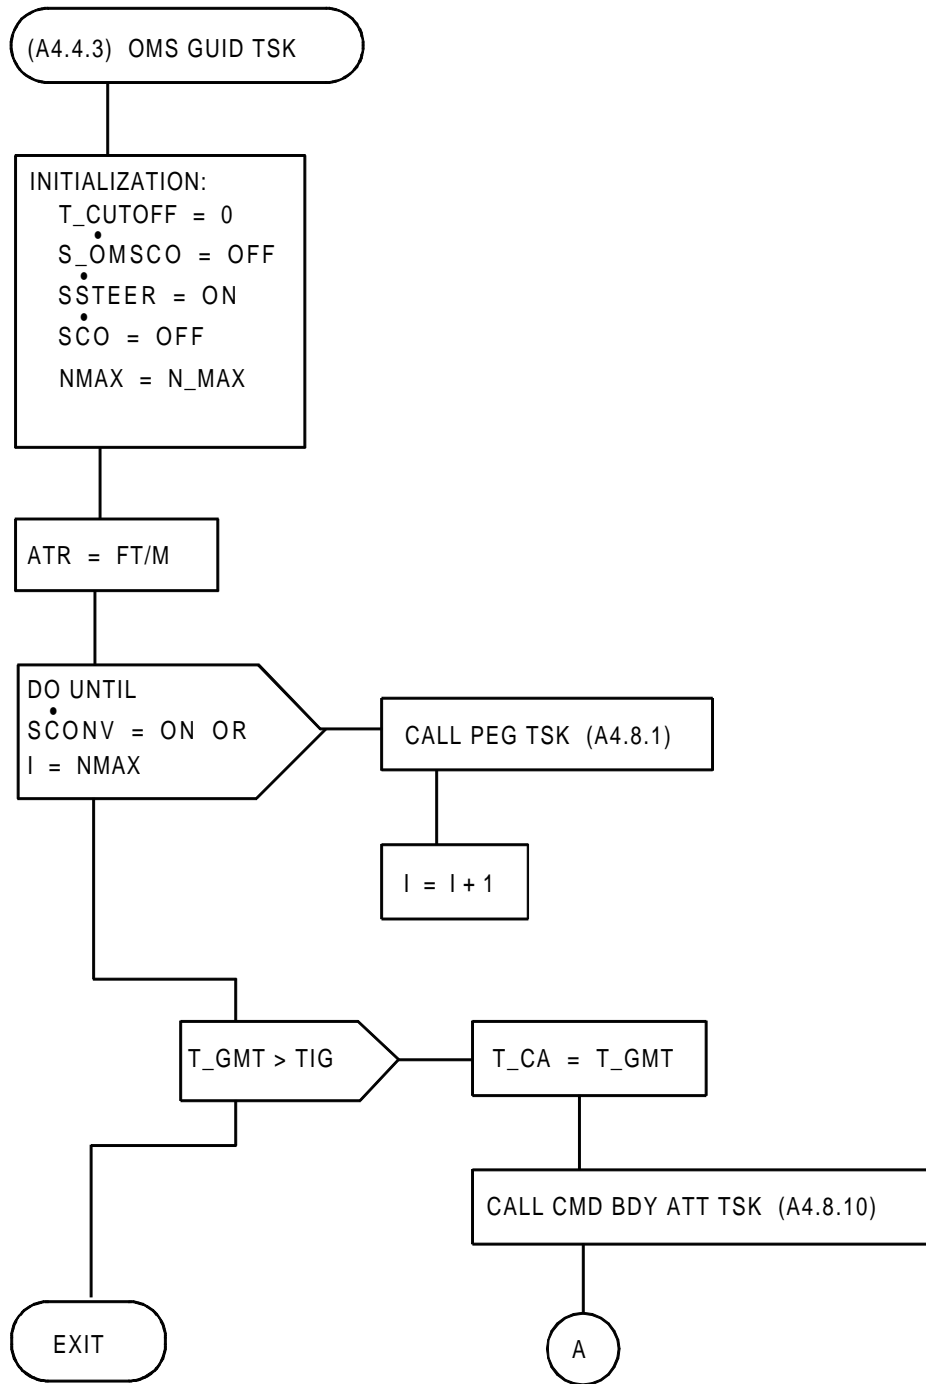 (A4.4.3) OMS GUID TSK
INITIALIZATION:
T_CUTOFF = 0
S_OMSCO = OFF
SSTEER = ON
SCO = OFF
NMAX = N_MAX
ATR = FT/M
DO UNTIL
SCONV = ON OR
I = NMAX
CALL PEG TSK (A4.8.1)
I = I + 1
T_GMT > TIG
T_CA = T_GMT
CALL CMD BDY ATT TSK (A4.8.10)
EXIT
A